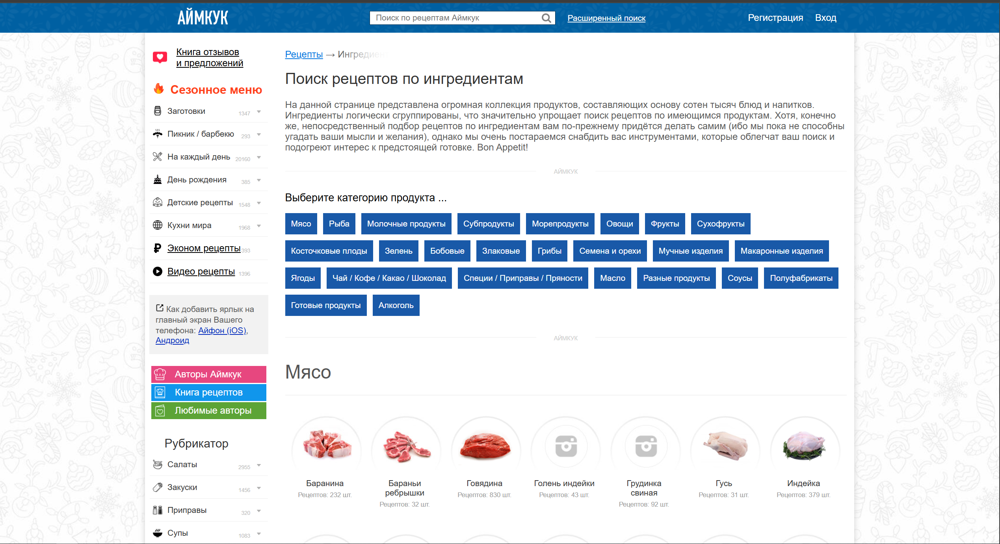 АЙМКУК
Поиск по рецептам Аймкук
Расширенный поиск
Регистрация
Вход
Книга отзывов
и предложений
Сезонное меню
Заготовки 1347
Пикник / барбекю 293
На каждый день 20160
День рождения 385
Детские рецепты 1548
Кухни мира 1968
Эконом рецепты 393
Видео рецепты 1396
Как добавить ярлык на
главный экран Вашего
телефона: Айфон (iOS),
Андроид
Авторы Аймкук
Книга рецептов
Любимые авторы
Рубрикатор
Салаты 2955
Закуски 1456
Приправы 320
Супы 1083
Рецепты → Ингредиент
Поиск рецептов по ингредиентам
На данной странице представлена огромная коллекция продуктов, составляющих основу сотен тысяч блюд и напитков.
Ингредиенты логически сгруппированы, что значительно упрощает поиск рецептов по имеющимся продуктам. Хотя, конечно
же, непосредственный подбор рецептов по ингредиентам вам по-прежнему придётся делать самим (ибо мы пока не способны
угадать ваши мысли и желания), однако мы очень постараемся снабдить вас инструментами, которые облегчат ваш поиск и
подогреют интерес к предстоящей готовке. Bon Appetit!
АЙМКУК
Выберите категорию продукта ...
Мясо Рыба Молочные продукты Субпродукты Морепродукты Овощи Фрукты Сухофрукты
Косточковые плоды Зелень Бобовые Злаковые Грибы Семена и орехи Мучные изделия Макаронные изделия
Ягоды Чай / Кофе / Какао / Шоколад Специи / Приправы / Пряности Масло Разные продукты Соусы Полуфабрикаты
Готовые продукты Алкоголь
АЙМКУК
Мясо
Баранина
Рецептов: 232 шт.
Бараньи
ребрышки
Рецептов: 32 шт.
Говядина
Рецептов: 830 шт.
Голень индейки
Рецептов: 43 шт.
Грудинка
свиная
Рецептов: 92 шт.
Гусь
Рецептов: 31 шт.
Индейка
Рецептов: 379 шт.